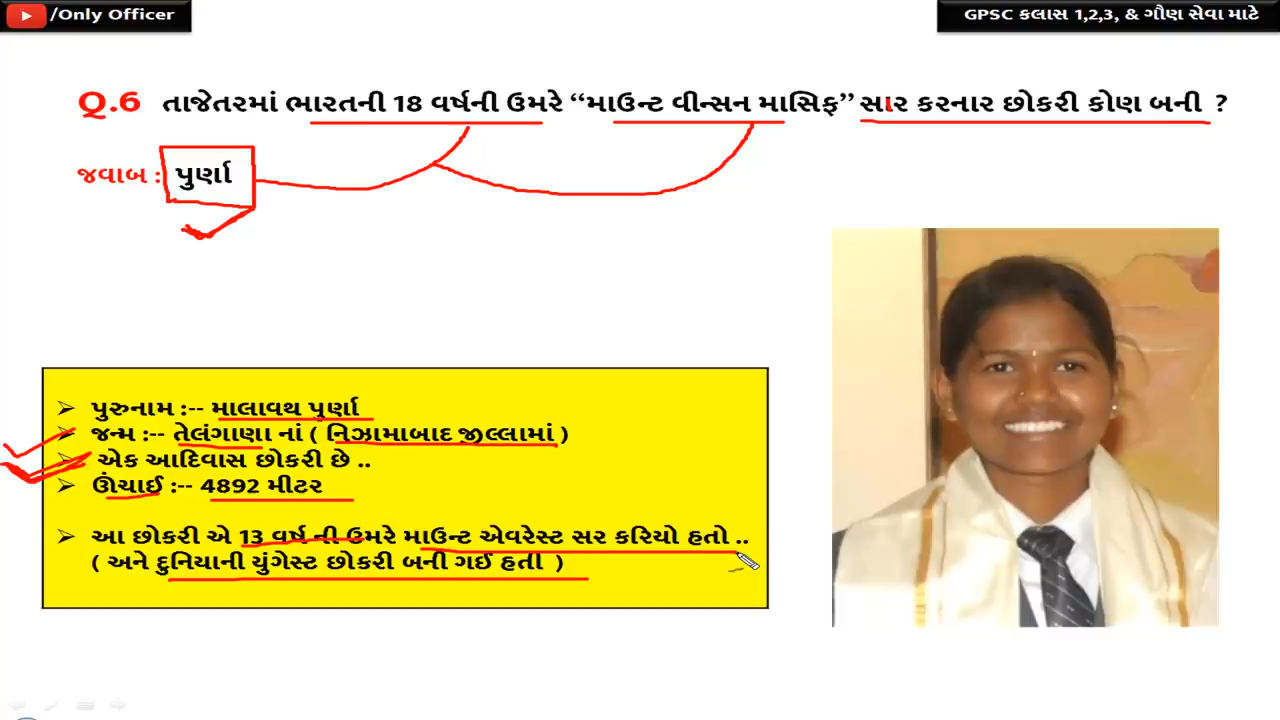 /Only Officer
GPSC કલાસ 1,2,3, & ગૌણ સેવા માટે
Q.6 તાજેતરમાં ભારતની 18 વર્ષની ઉમરે “માઉન્ટ વીન્સન માસિફ” સાર કરનાર છોકરી કોણ બની ?
જવાબ : પુર્ણા
➢ પુરુનામ :-- માલાવથ પુર્ણા
➢ જન્મ :-- તેલંગાણા નાં ( નિઝામાબાદ જીલ્લામાં )
➢ એક આદિવાસ છોકરી છે ..
➢ ઊંચાઈ :-- 4892 મીટર
➢ આ છોકરી એ 13 વર્ષ ની ઉમરે માઉન્ટ એવરેસ્ટ સર કરિયો હતો ..
( અને દુનિયાની યુંગેસ્ટ છોકરી બની ગઈ હતી )